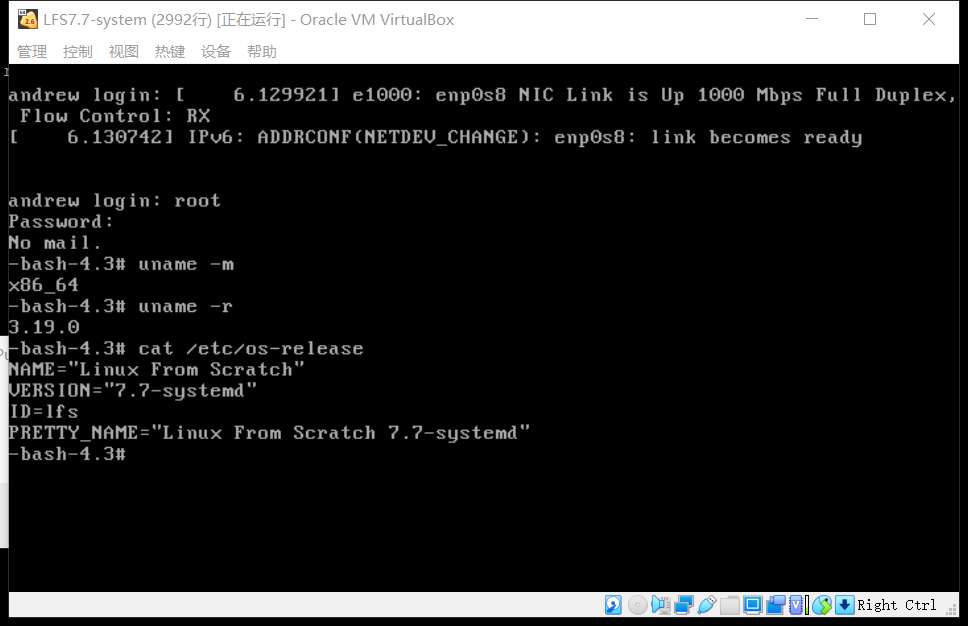 LFS7.7-system (2992行) [正在运行] - Oracle VM VirtualBox
管理 控制 视图 热键 设备 帮助
andrew login: [    6.129921] e1000: enp0s8 NIC Link is Up 1000 Mbps Full Duplex,
 Flow Control: RX
[    6.130742] IPv6: ADDRCONF(NETDEV_CHANGE): enp0s8: link becomes ready
andrew login: root
Password:
No mail.
-bash-4.3# uname -m
x86_64
-bash-4.3# uname -r
3.19.0
-bash-4.3# cat /etc/os-release
NAME="Linux From Scratch"
VERSION="7.7-systemd"
ID=lfs
PRETTY_NAME="Linux From Scratch 7.7-systemd"
-bash-4.3#
Right Ctrl